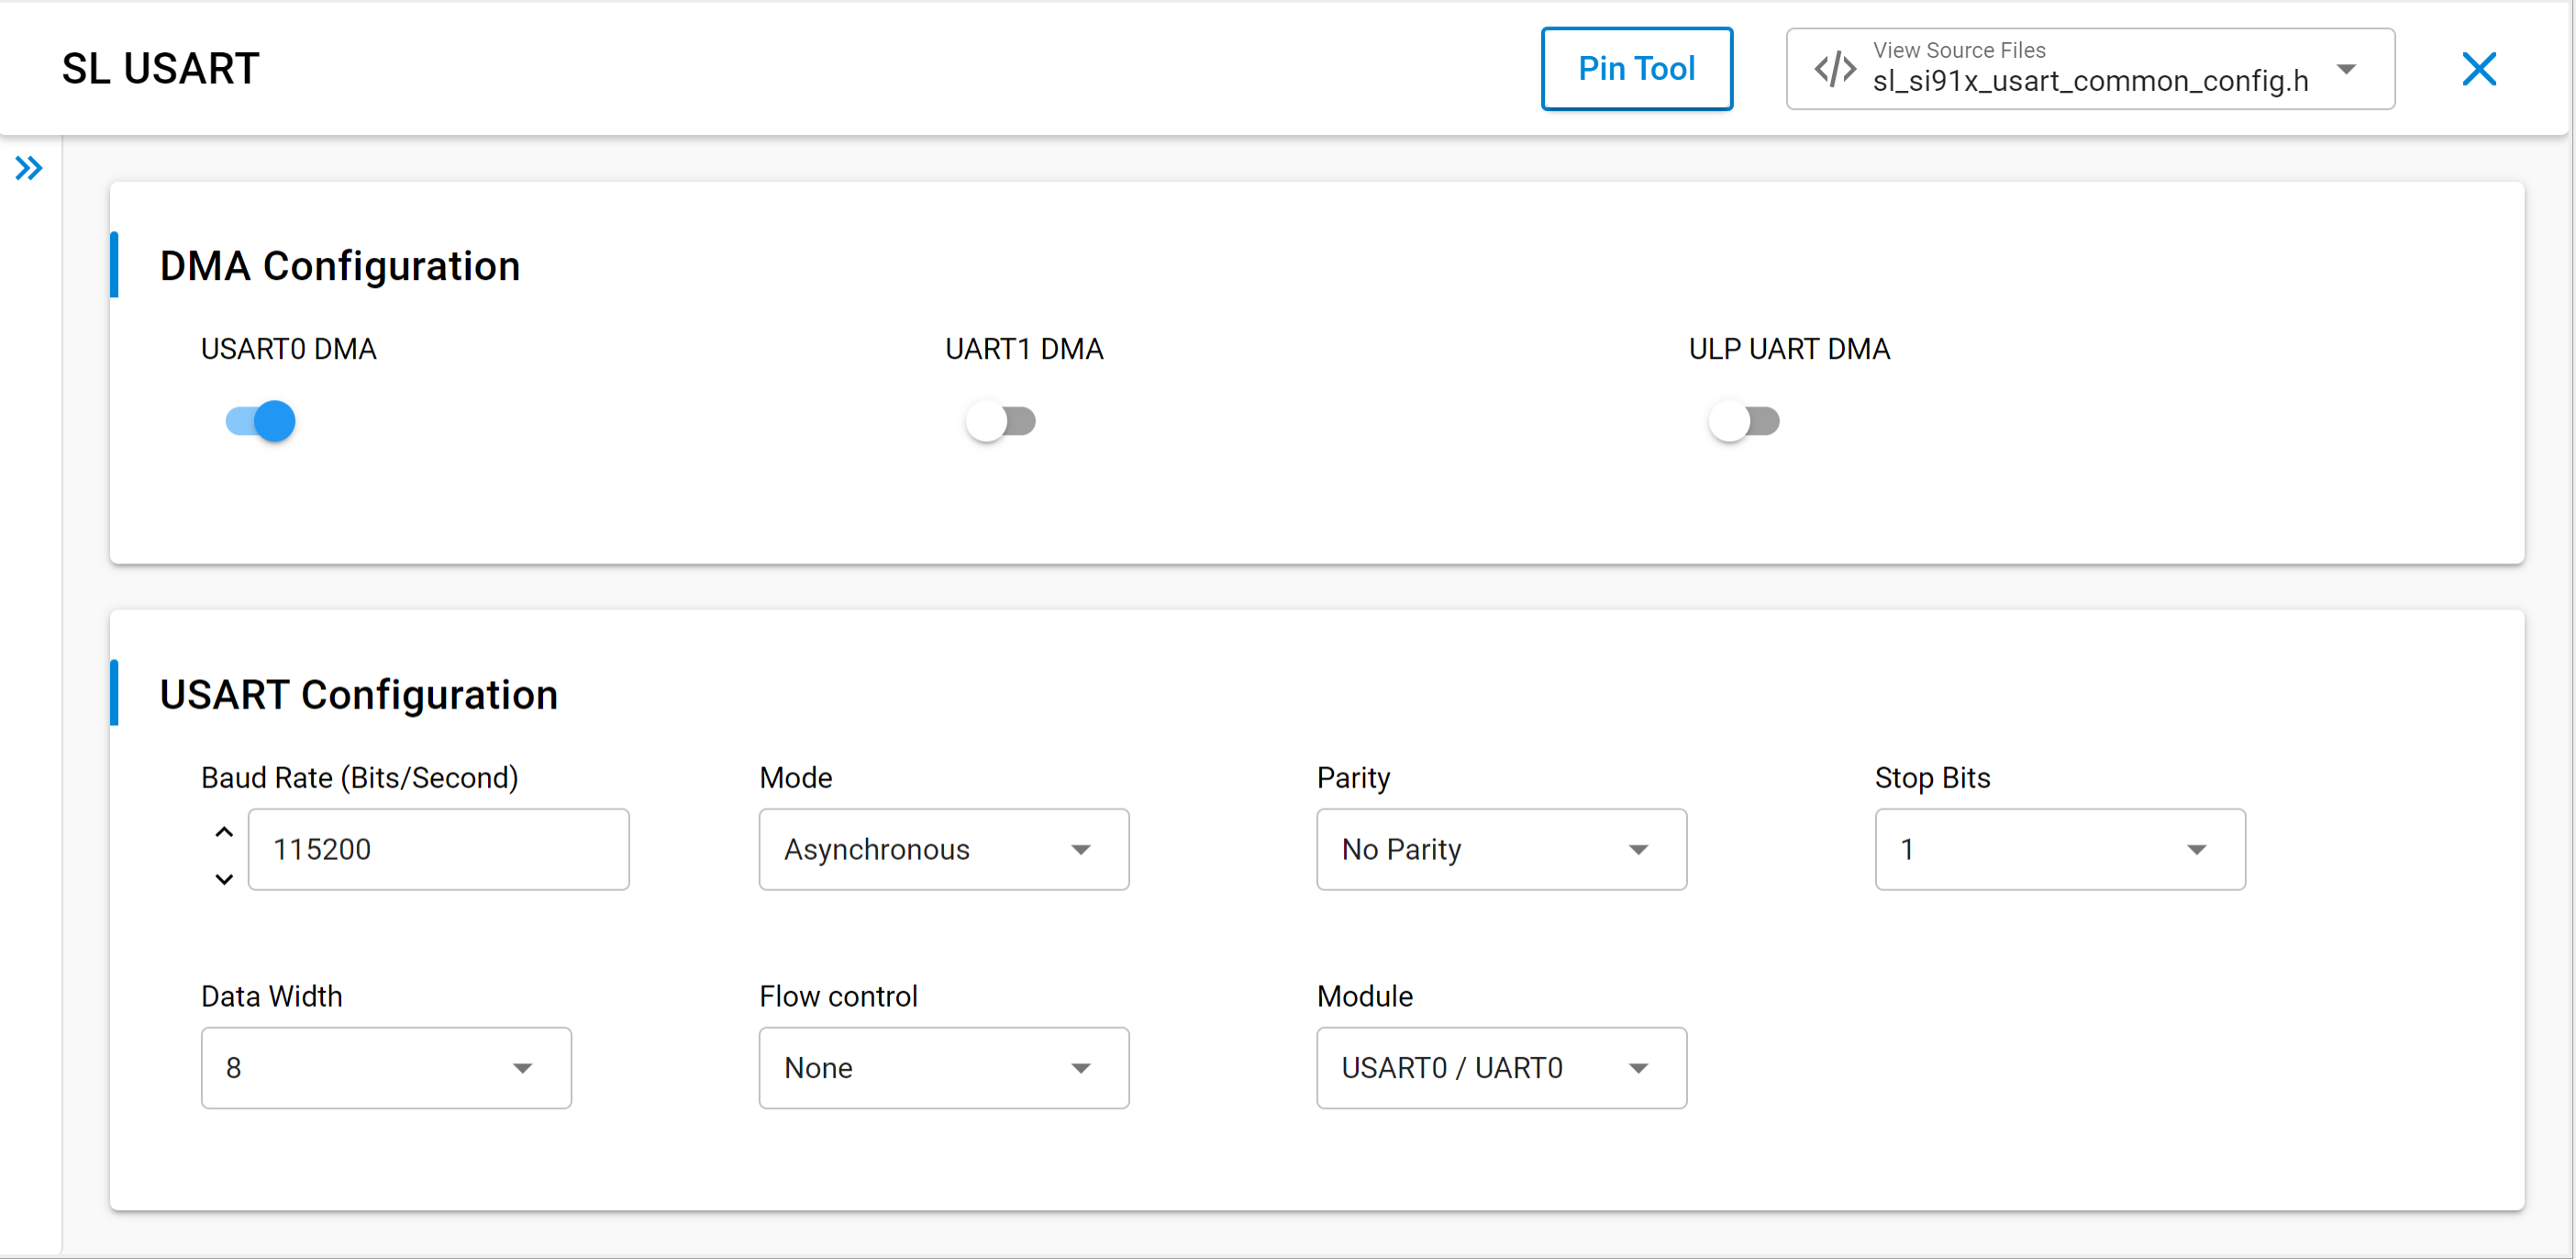 SL USART
Pin Tool
View Source Files
sl_si91x_usart_common_config.h
DMA Configuration
USART0 DMA
UART1 DMA
ULP UART DMA
USART Configuration
Baud Rate (Bits/Second)
Mode
Parity
Stop Bits
115200
Asynchronous
No Parity
1
Data Width
Flow control
Module
8
None
USART0 / UART0